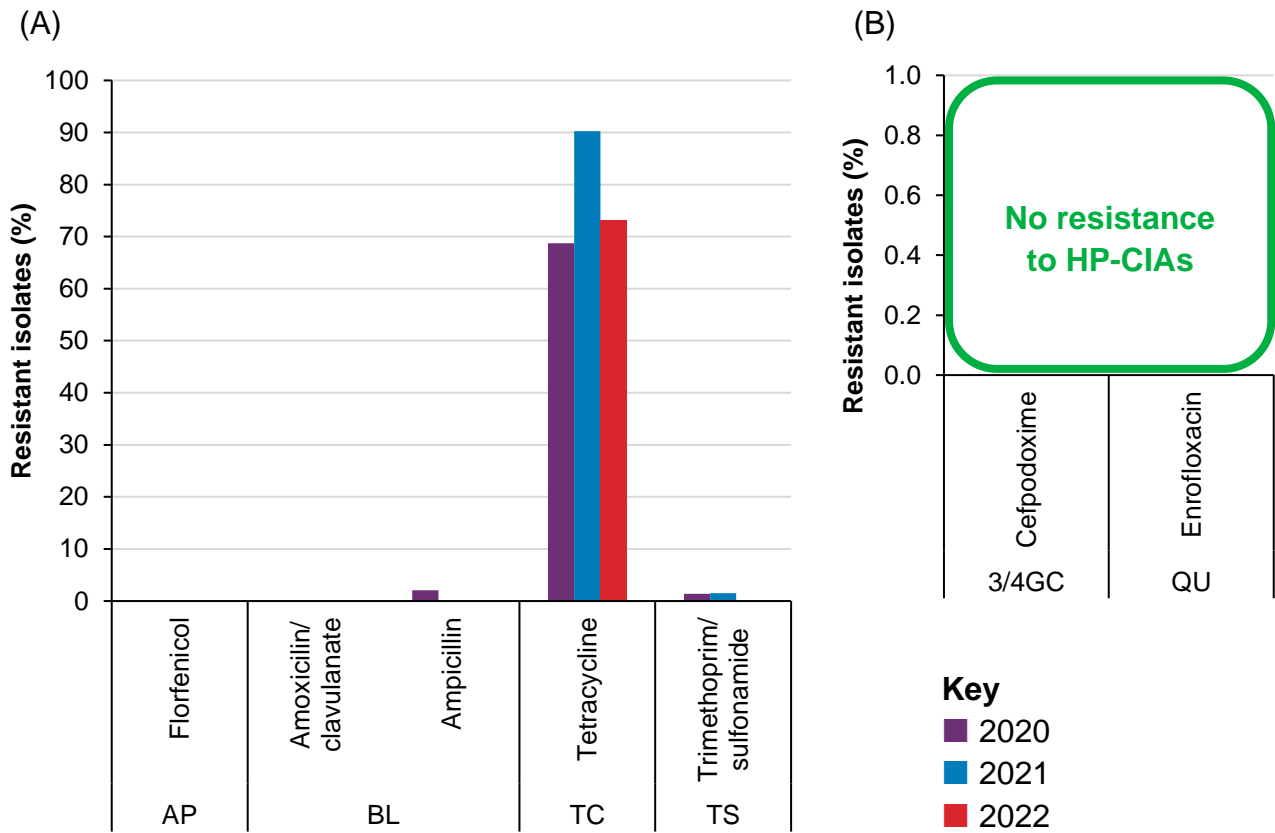 (A)
Resistant isolates (%)
100
90
80
70
60
50
40
30
20
10
0
Florfenicol
Amoxicilin/
clavulanate
Ampicillin
Tetracycline
Trimethoprim/
sulfonamide
AP
BL
TC
TS
(B)
Resistant isolates (%)
1.0
0.8
0.6
0.4
0.2
0.0
No resistance
to HP-CIAs
Cefpodoxime
Enrofloxacin
3/4GC
QU
Key
2020
2021
2022